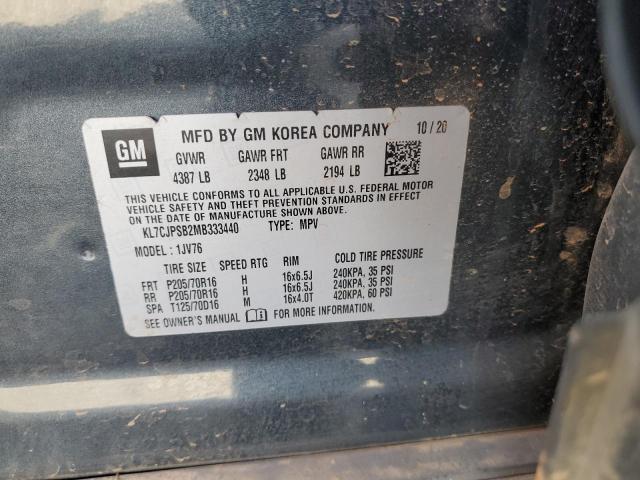 GM MFD BY GM KOREA COMPANY 10/20
GVWR GAWR FRT GAWR RR
4387 LB 2348 LB 2194 LB
THIS VEHICLE CONFORMS TO ALL APPLICABLE U.S. FEDERAL MOTOR
VEHICLE SAFETY AND THEFT PREVENTION STANDARDS IN EFFECT
ON THE DATE OF MANUFACTURE SHOWN ABOVE.
KL7CJPSB2MB333440 TYPE: MPV
MODEL: 1JV76
TIRE SIZE SPEED RTG RIM COLD TIRE PRESSURE
FRT P205/70R16 H 16x6.5J 240KPA, 35 PSI
RR P205/70R16 H 16x6.5J 240KPA, 35 PSI
SPA T125/70D16 M 16x4.0T 420KPA, 60 PSI
SEE OWNER'S MANUAL FOR MORE INFORMATION.